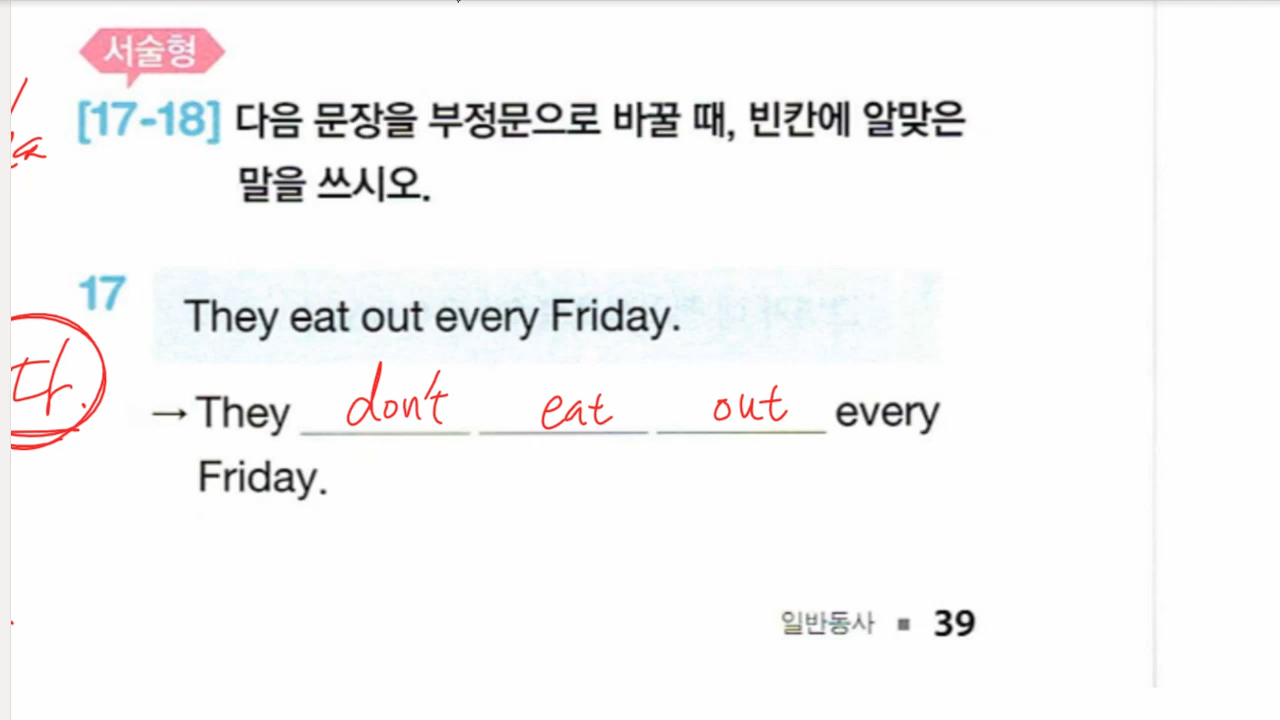 서술형
[17-18] 다음 문장을 부정문으로 바꿀 때, 빈칸에 알맞은
말을 쓰시오.
17 They eat out every Friday.
→ They don't eat out every
Friday.
일반동사 ■ 39